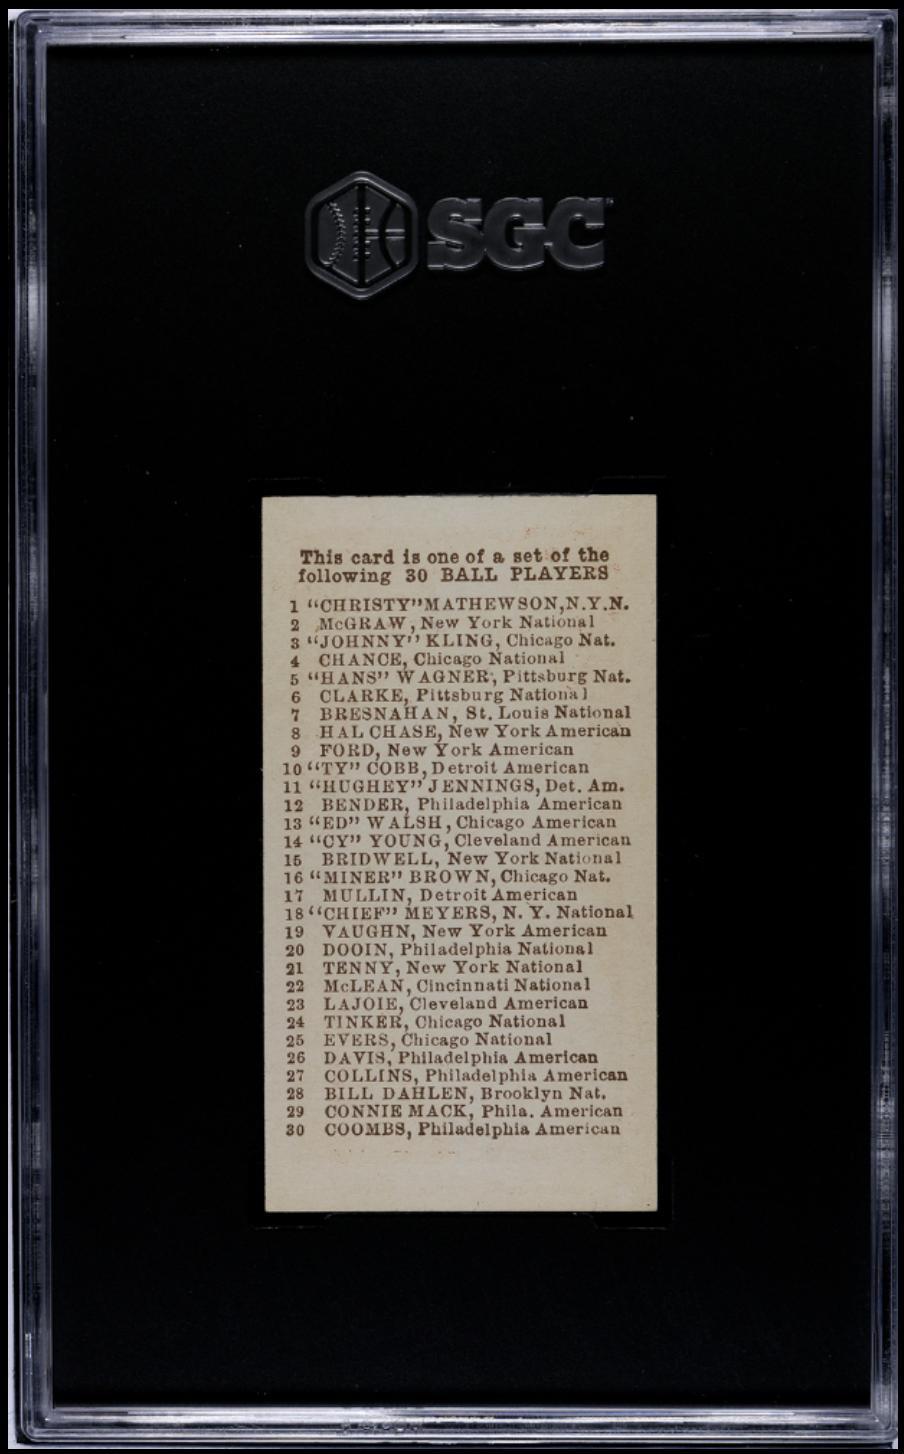 SGC
This card is one of a set of the
following 30 BALL PLAYERS
1 "CHRISTY" MATHEWSON, N.Y.N.
2 McGRAW, New York National
3 "JOHNNY" KLING, Chicago Nat.
4 CHANCE, Chicago National
5 "HANS" WAGNER, Pittsburg Nat.
6 CLARKE, Pittsburg National
7 BRESNAHAN, St. Louis National
8 HAL CHASE, New York American
9 FORD, New York American
10 "TY" COBB, Detroit American
11 "HUGHEY" JENNINGS, Det. Am.
12 BENDER, Philadelphia American
13 "ED" WALSH, Chicago American
14 "CY" YOUNG, Cleveland American
15 BRIDWELL, New York National
16 "MINER" BROWN, Chicago Nat.
17 MULLIN, Detroit American
18 "CHIEF" MEYERS, N. Y. National
19 VAUGHN, New York American
20 DOOIN, Philadelphia National
21 TENNY, New York National
22 McLEAN, Cincinnati National
23 LAJOIE, Cleveland American
24 TINKER, Chicago National
25 EVERS, Chicago National
26 DAVIS, Philadelphia American
27 COLLINS, Philadelphia American
28 BILL DAHLEN, Brooklyn Nat.
29 CONNIE MACK, Phila. American
30 COOMBS, Philadelphia American